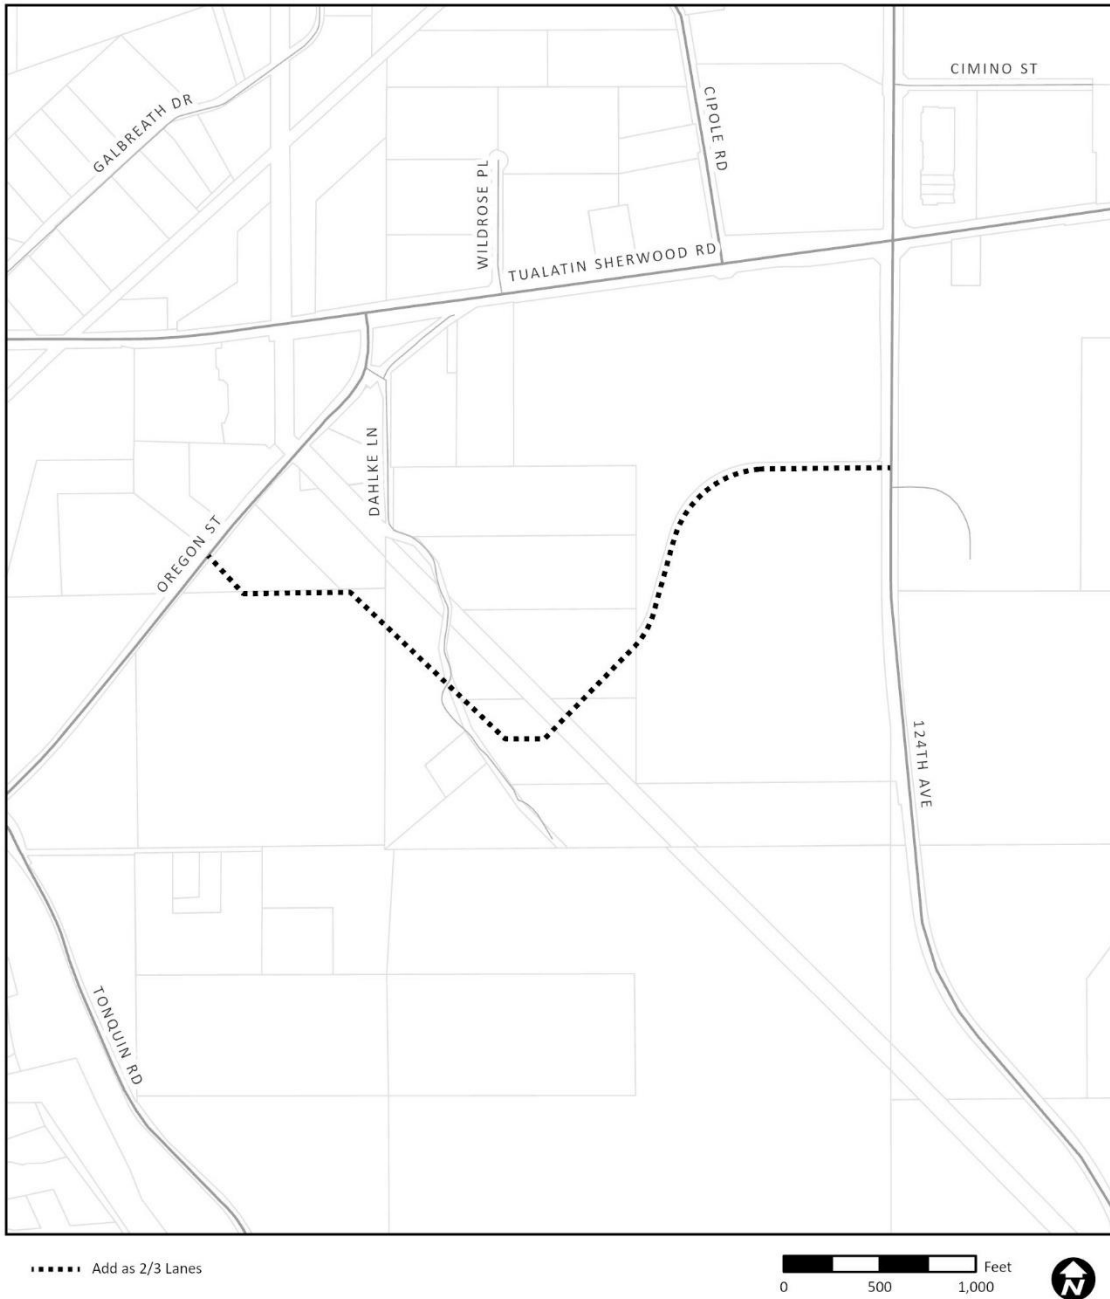 CIMINO ST
GALBREATH DR
CIPOLE RD
WILDROSE PL
TUALATIN SHERWOOD RD
DAHLKE LN
OREGON ST
124TH AVE
TONQUIN RD
Add as 2/3 Lanes
Feet
0 500 1,000
N